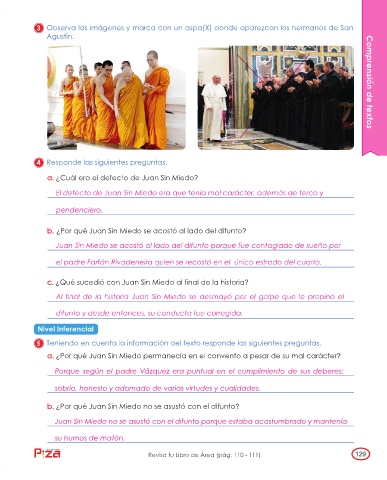 3 Observa las imágenes y marca con un aspa(X) donde aparezcan los hermanos de San
Agustín.
Comprensión de textos
4 Responde las siguientes preguntas.
a. ¿Cuál era el defecto de Juan Sin Miedo?
El defecto de Juan Sin Miedo era que tenía mal carácter, además de terco y
pendenciero.
b. ¿Por qué Juan Sin Miedo se acostó al lado del difunto?
Juan Sin Miedo se acostó al lado del difunto porque fue contagiado de sueño por
el padre Farfán Rivadeneira quien se recostó en el único estrado del cuarto.
c. ¿Qué sucedió con Juan Sin Miedo al final de la historia?
Al final de la historia Juan Sin Miedo se desmayó por el golpe que le propinó el
difunto y desde entonces, su conducta fue corregida.
Nivel Inferencial
5 Teniendo en cuenta la información del texto responde las siguientes preguntas.
a. ¿Por qué Juan Sin Miedo permanecía en el convento a pesar de su mal carácter?
Porque según el padre Vázquez era puntual en el cumplimiento de sus deberes;
sobrio, honesto y adornado de varias virtudes y cualidades.
b. ¿Por qué Juan Sin Miedo no se asustó con el difunto?
Juan Sin Miedo no se asustó con el difunto porque estaba acostumbrado y mantenía
su humos de matón.
Pizá
Revisa tu Libro de Área (pág. 110 - 111)
129